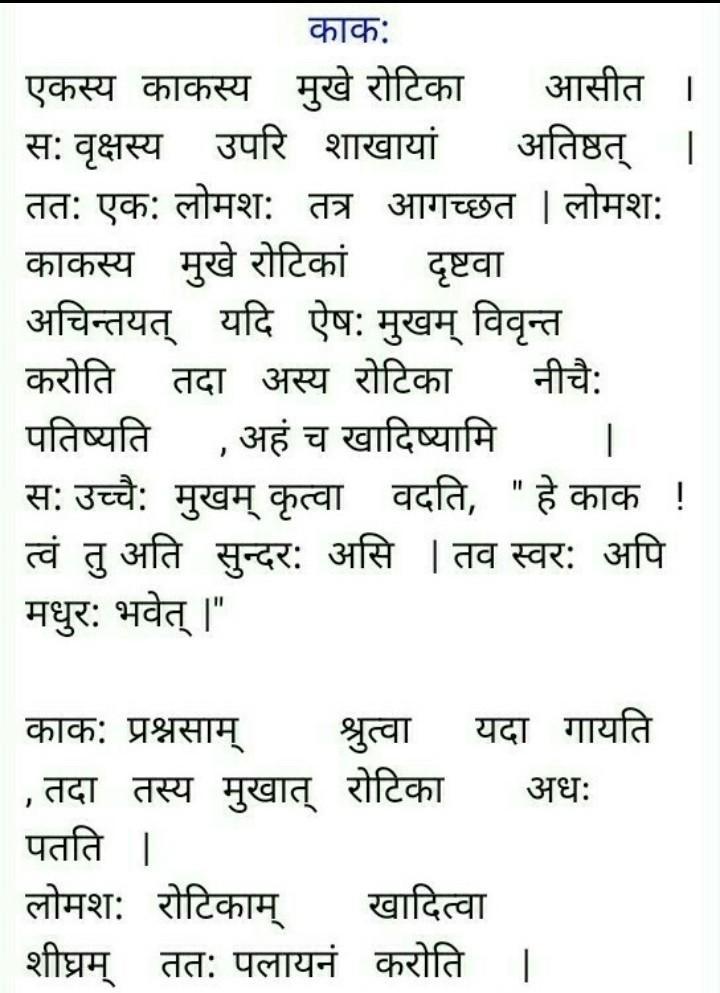 काक:
एकस्य काकस्य मुखे रोटिका आसीत ।
स: वृक्षस्य उपरि शाखायां अतिष्ठत् |
तत: एक: लोमश: तत्र आगच्छत | लोमश:
काकस्य मुखे रोटिकां दृष्टवा
अचिन्तयत् यदि ऐष: मुखम् विवृन्त
करोति तदा अस्य रोटिका नीचै:
पतिष्यति , अहं च खादिष्यामि |
स: उच्चै: मुखम् कृत्वा वदति, " हे काक !
त्वं तु अति सुन्दर: असि | तव स्वर: अपि
मधुर: भवेत् |"
काक: प्रश्नसाम् श्रुत्वा यदा गायति
, तदा तस्य मुखात् रोटिका अधः
पतति |
लोमश: रोटिकाम् खादित्वा
शीघ्रम् तत: पलायनं करोति |